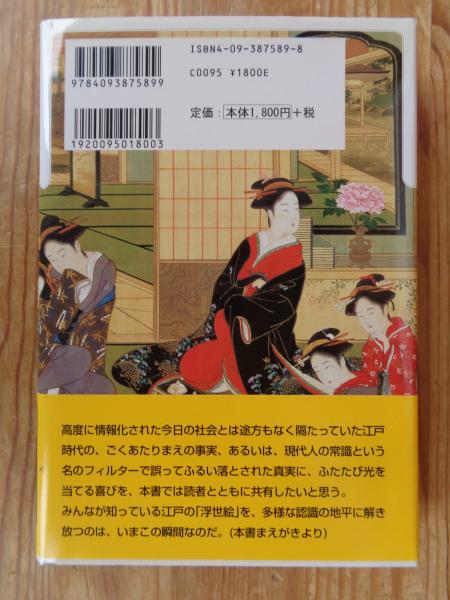 ISBN4-09-387589-8
C0095 ¥1800E
定価：本体1,800円＋税
9784093875899
1920095018003
高度に情報化された今日の社会とは途方もなく隔たっていた江戸
時代の、ごくあたりまえの事実、あるいは、現代人の常識という
名のフィルターで誤ってふるい落とされた真実に、ふたたび光を
当てる喜びを、本書では読者とともに共有したいと思う。
みんなが知っている江戸の「浮世絵」を、多様な認識の地平に解き
放つのは、いまこの瞬間なのだ。(本書まえがきより)